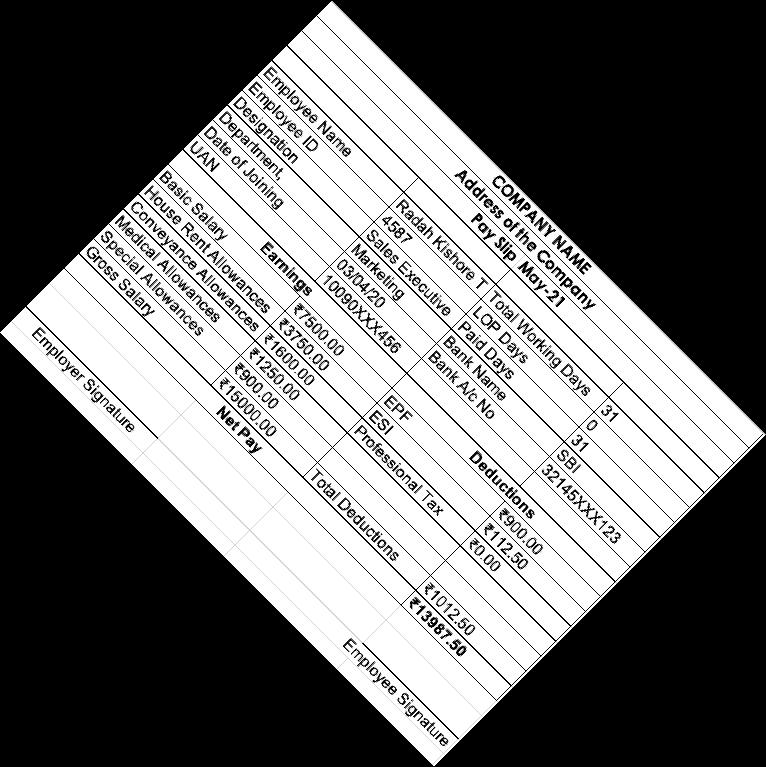 COMPANY NAME
Address of the Company
Pay Slip May-21
Employee Name Radah Kishore T Total Working Days 31
Employee ID 4587 LOP Days 0
Designation Sales Executive Paid Days 31
Department, Marketing Bank Name SBI
Date of Joining 03/04/20 Bank A/c No 32145XXX123
UAN 10090XXX456
Earnings Deductions
Basic Salary ₹7500.00 EPF ₹900.00
House Rent Allowances ₹3750.00 ESI ₹112.50
Conveyance Allowances ₹1600.00 Professional Tax ₹0.00
Medical Allowances ₹1250.00
Special Allowances ₹900.00
Gross Salary ₹15000.00 Total Deductions ₹1012.50
Net Pay ₹13987.50
Employer Signature Employee Signature